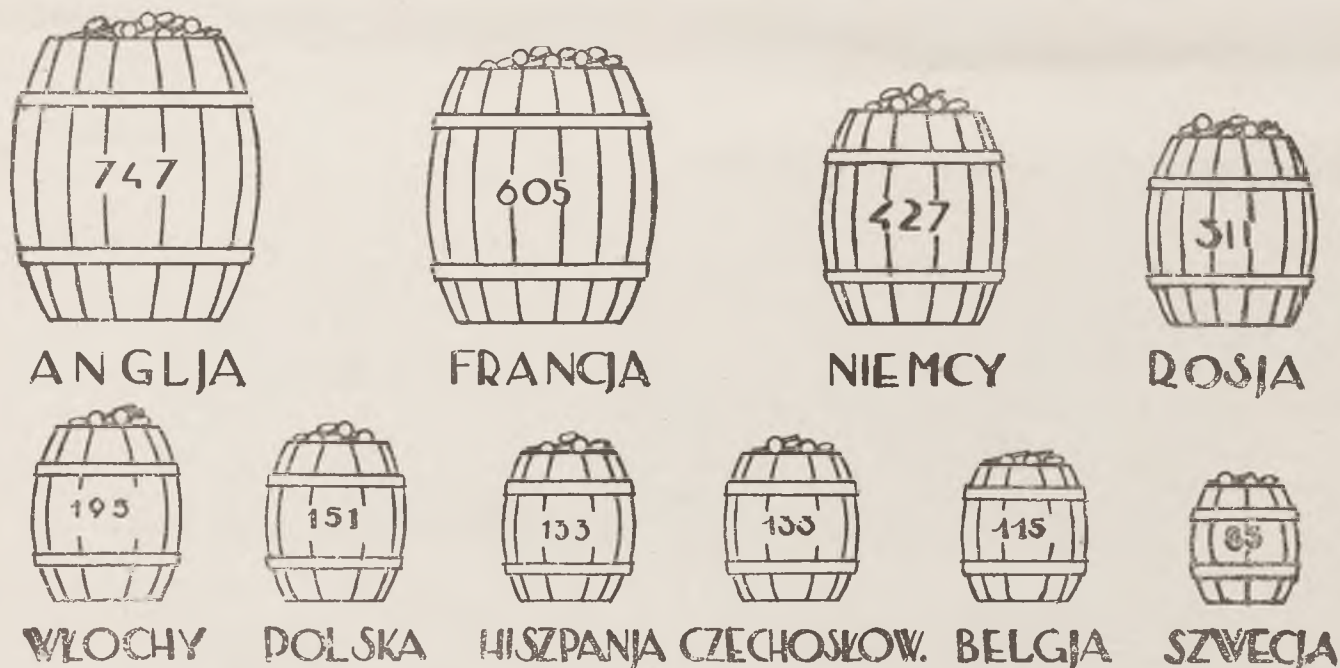 747 605 427 311
ANGLJA FRANCJA NIEMCY ROSJA
195 151 133 133 115 85
WŁOCHY POLSKA HISZPANJA CZECHOSŁOW. BELGJA SZWECJA